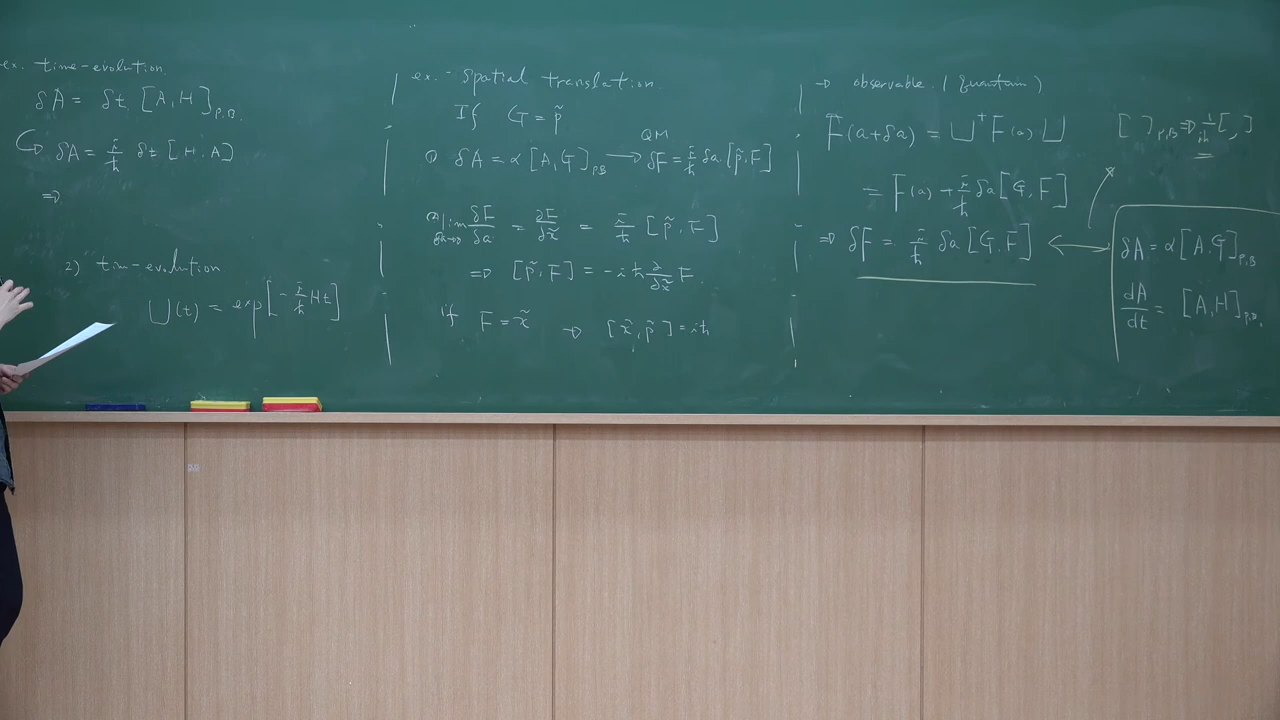 ex. time-evolution.
δA = δt [A, H]_{P.B.}
↪ δA = i/ħ δt [H, A]
⇒
2) tim-evolution
U(t) = exp[-i/ħ Ht]
ex. - Spatial translation.
If G = p̃
① δA = α [A, G]_{P.B} → QM δF = i/ħ δa [p̃, F]
② lim_{δa→0} δF/δa = ∂F/∂x̃ = i/ħ [p̃, F]
⇒ [p̃, F] = -iħ ∂/∂x̃ F.
if F = x̃ → [x̃, p̃] = iħ
→ observable. (Quantum)
F(a+δa) = U⁺F(a) U
= F(a) + i/ħ δa [G, F]
⇒ δF = i/ħ δa [G, F] ↔
[ ]_{P.B} ⇒ 1/iħ [ , ]
δA = α[A, G]_{P.B}
dA/dt = [A, H]_{P.B.}